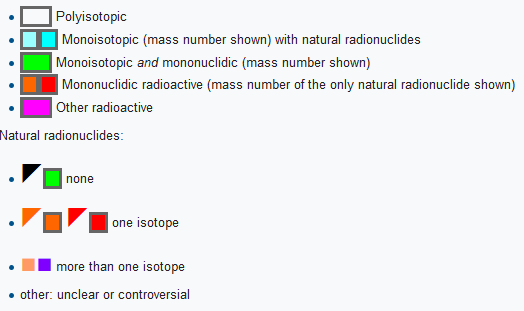 Polyisotopic
Monoisotopic (mass number shown) with natural radionuclides
Monoisotopic and mononuclidic (mass number shown)
Mononuclidic radioactive (mass number of the only natural radionuclide shown)
Other radioactive
Natural radionuclides:
none
one isotope
more than one isotope
other: unclear or controversial